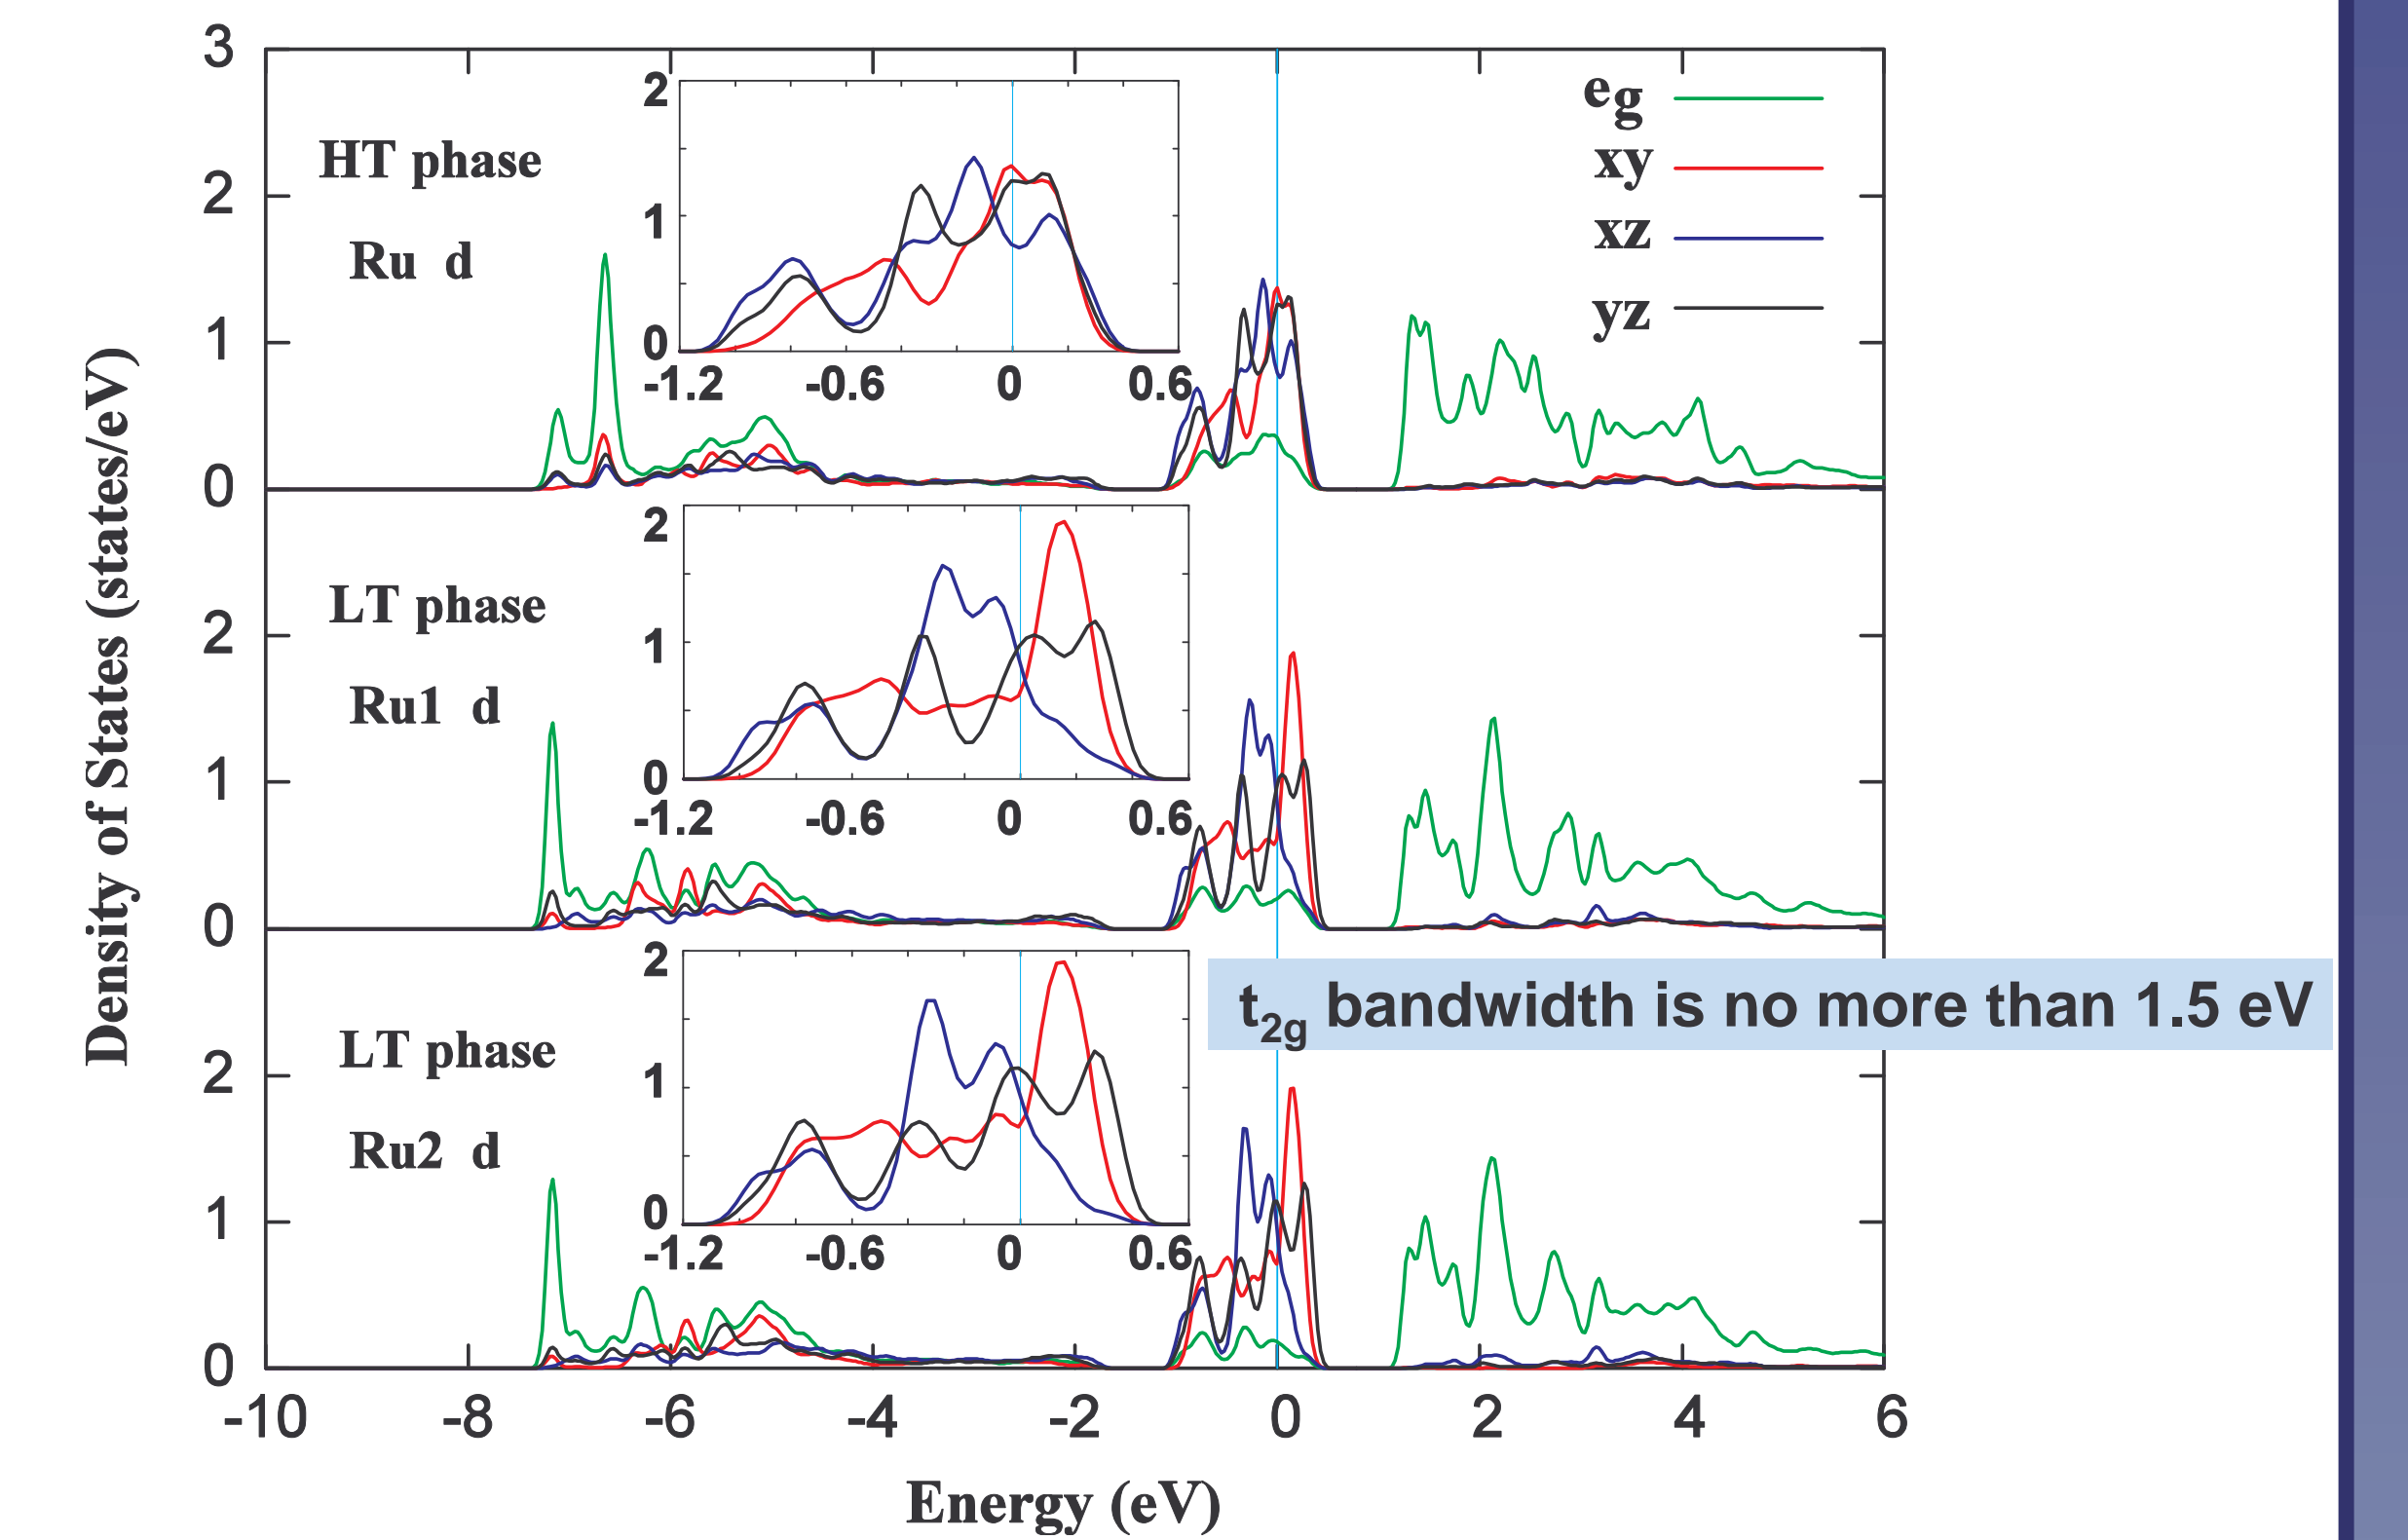 Density of States (states/eV)
3
2
1
0
2
1
0
2
1
0
HT phase
Ru d
2
1
0
-1.2 -0.6 0 0.6
eg
xy
xz
yz
LT phase
Ru1 d
2
1
0
-1.2 -0.6 0 0.6
LT phase
Ru2 d
2
1
0
-1.2 -0.6 0 0.6
t2g bandwidth is no more than 1.5 eV
-10 -8 -6 -4 -2 0 2 4 6
Energy (eV)